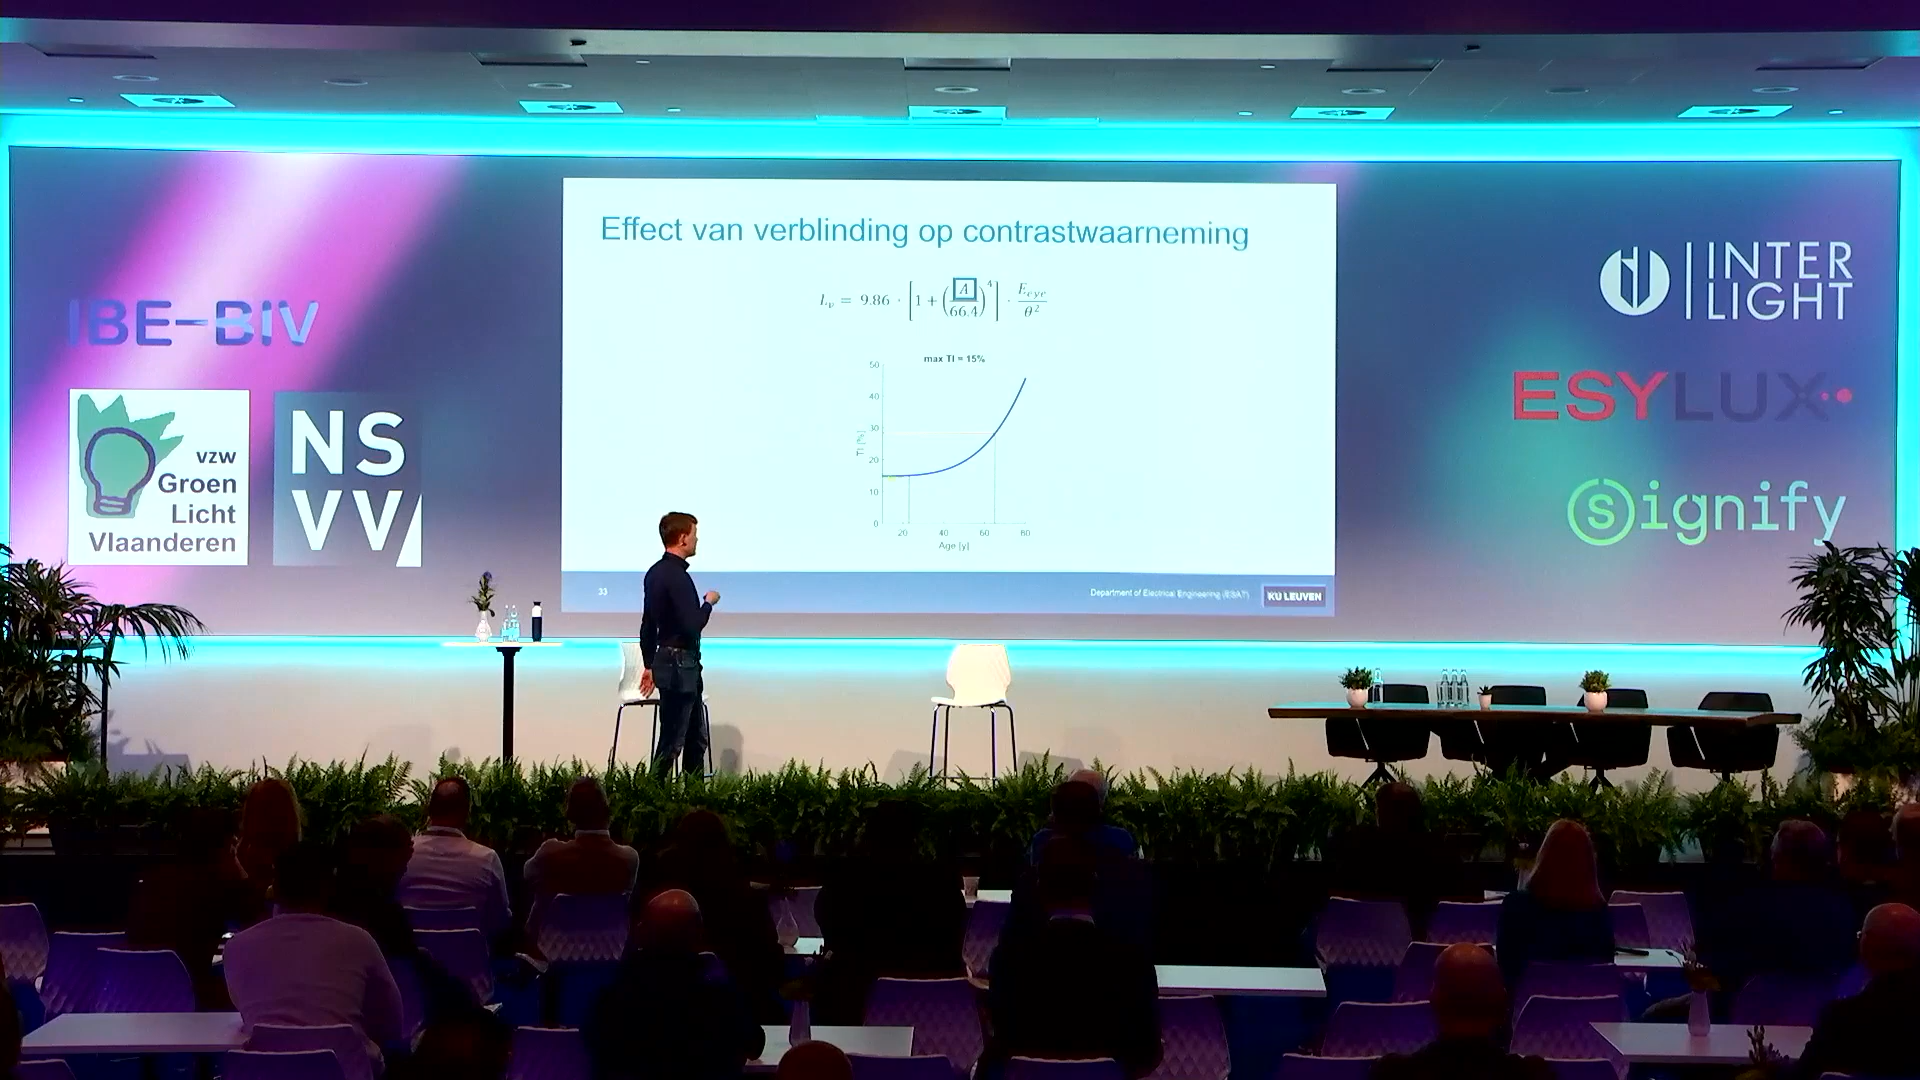 Effect van verblinding op contrastwaarneming
L_v = 9.86 · [1 + (A/66.4)^4] · E_eye/θ^2
max TI = 15%
50
40
30
20
10
0
TI [%]
20 40 60 80
Age [y]
33
Department of Electrical Engineering (ESAT)
KU LEUVEN
IBE–BIV
vzw
Groen
Licht
Vlaanderen
NS
VV
INTER
LIGHT
ESYLUX
Signify